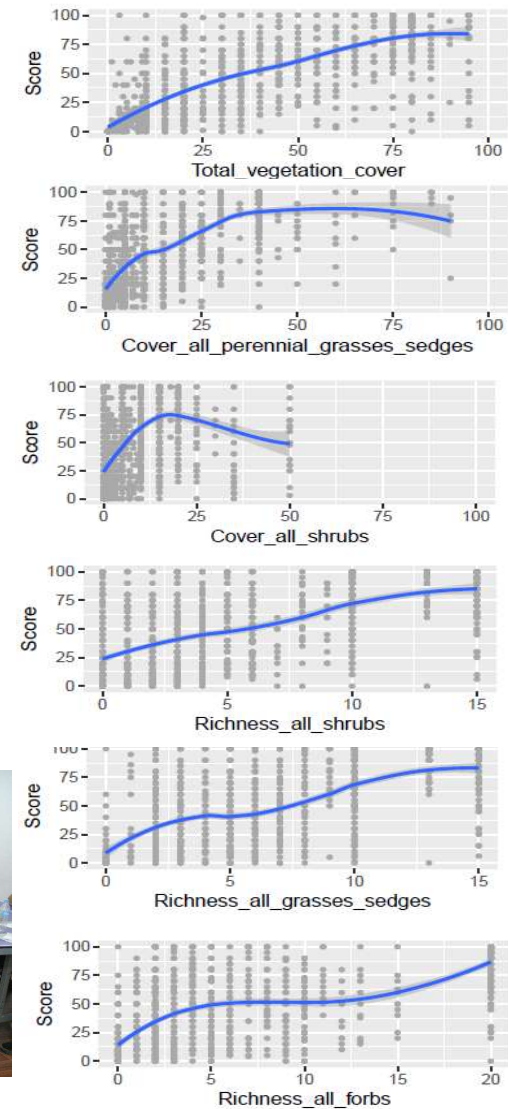 100
75
50
25
0
Score
0 25 50 75 100
Total_vegetation_cover
100
75
50
25
0
Score
0 25 50 75 100
Cover_all_perennial_grasses_sedges
100
75
50
25
0
Score
0 25 50 75 100
Cover_all_shrubs
100
75
50
25
0
Score
0 5 10 15
Richness_all_shrubs
100
75
50
25
0
Score
0 5 10 15
Richness_all_grasses_sedges
100
75
50
25
0
Score
0 5 10 15 20
Richness_all_forbs